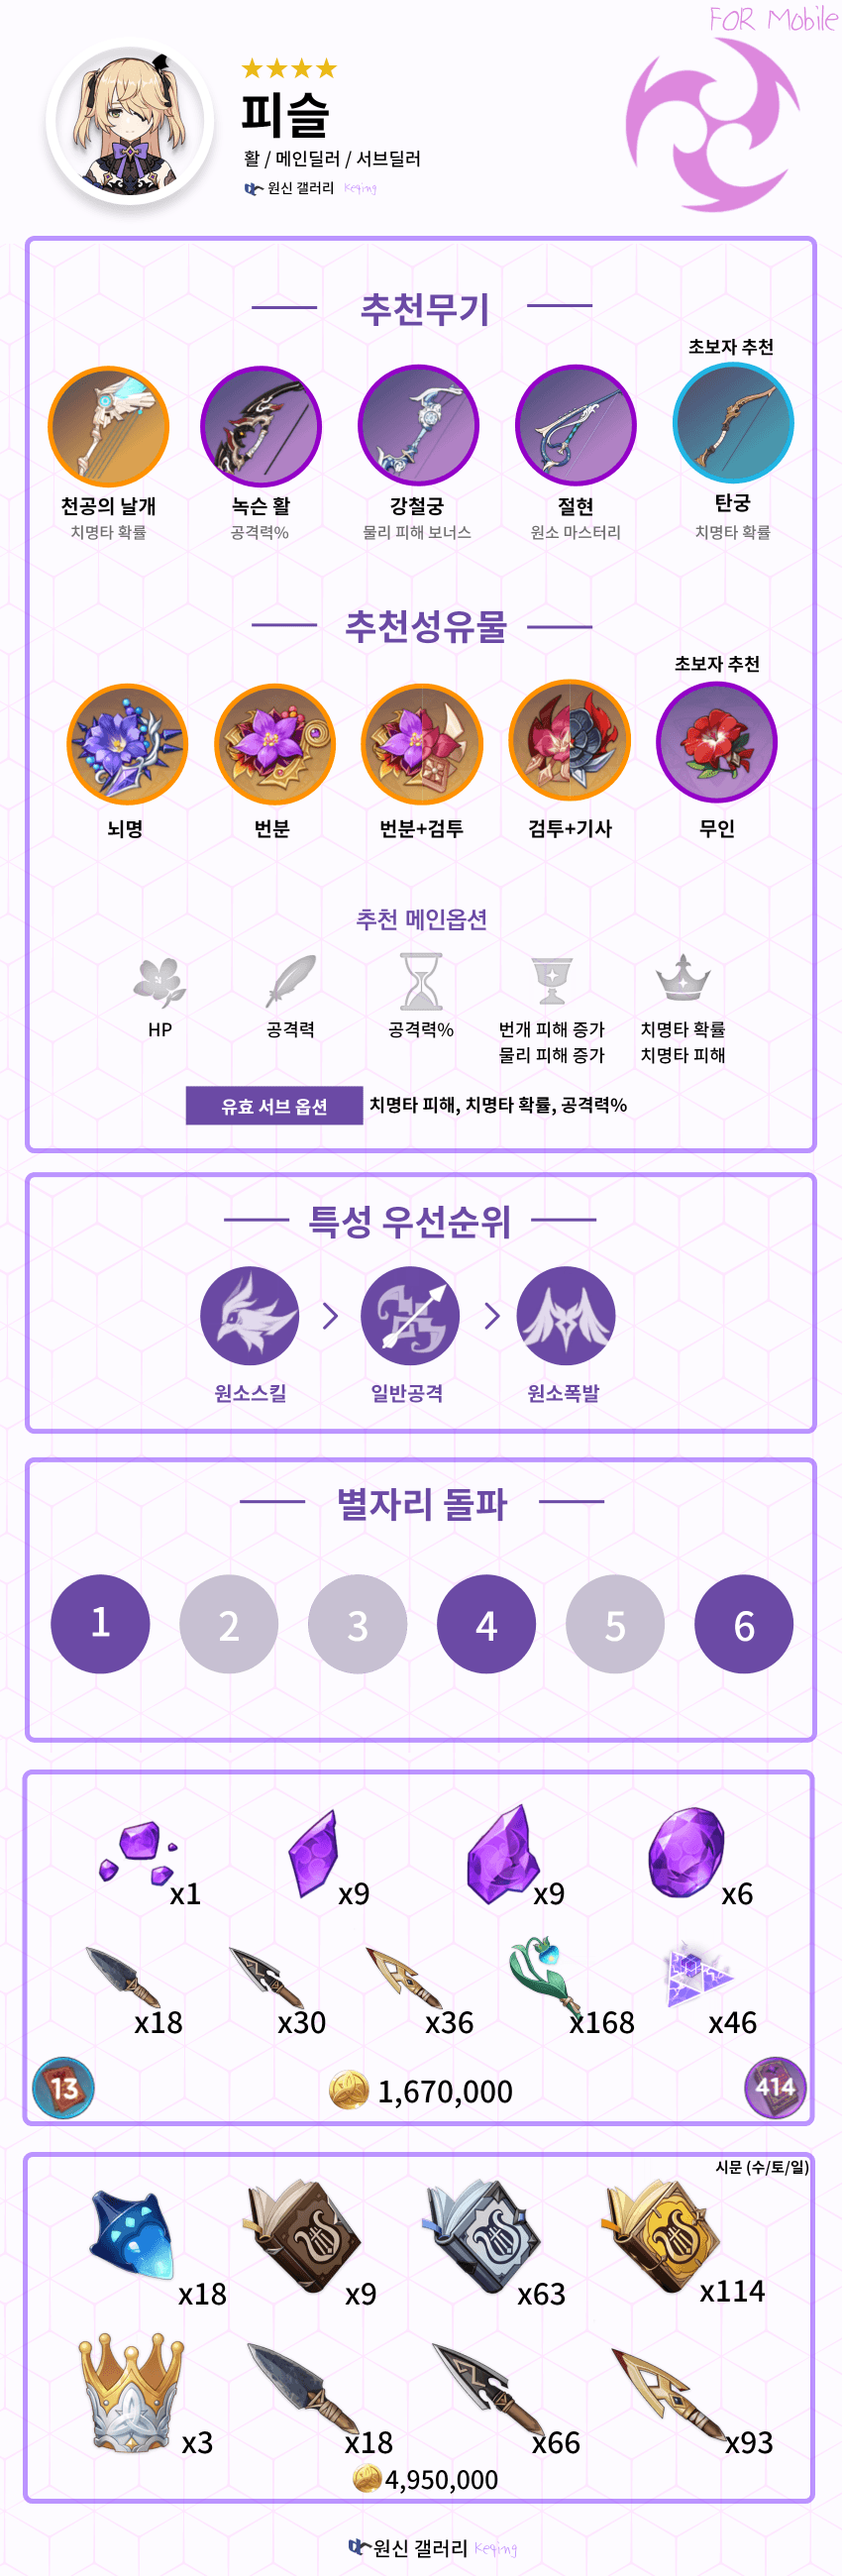 FOR Mobile
피슬
활 / 메인딜러 / 서브딜러
원신 갤러리 Keqing
추천무기
초보자 추천
천공의 날개 녹슨 활 강철궁 절현 탄궁
치명타 확률 공격력% 물리 피해 보너스 원소 마스터리 치명타 확률
추천성유물
초보자 추천
뇌명 번분 번분+검투 검투+기사 무인
추천 메인옵션
HP 공격력 공격력% 번개 피해 증가 치명타 확률
물리 피해 증가 치명타 피해
유효 서브 옵션 치명타 피해, 치명타 확률, 공격력%
특성 우선순위
원소스킬 > 일반공격 > 원소폭발
별자리 돌파
1 2 3 4 5 6
x1 x9 x9 x6
x18 x30 x36 x168 x46
13 1,670,000 414
시문 (수/토/일)
x18 x9 x63 x114
x3 x18 x66 x93
4,950,000
원신 갤러리 Keqing